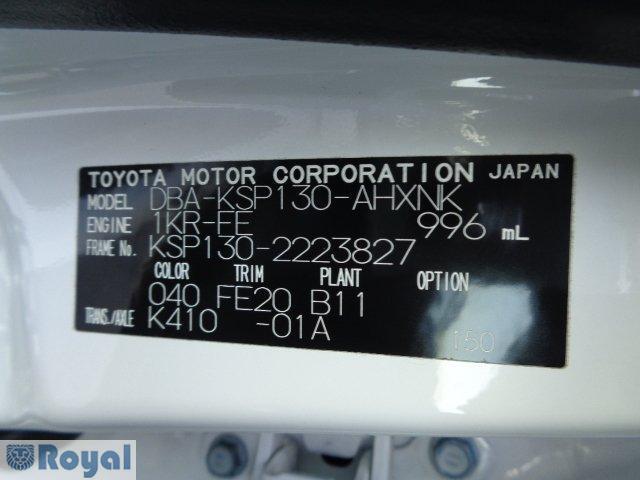 TOYOTA MOTOR CORPORATION JAPAN
MODEL DBA-KSP130-AHXNK
ENGINE 1KR-FE 996 mL
FRAME No. KSP130-2223827
COLOR TRIM PLANT OPTION
040 FE20 B11
TRANS./AXLE K410 -01A
150
Royal